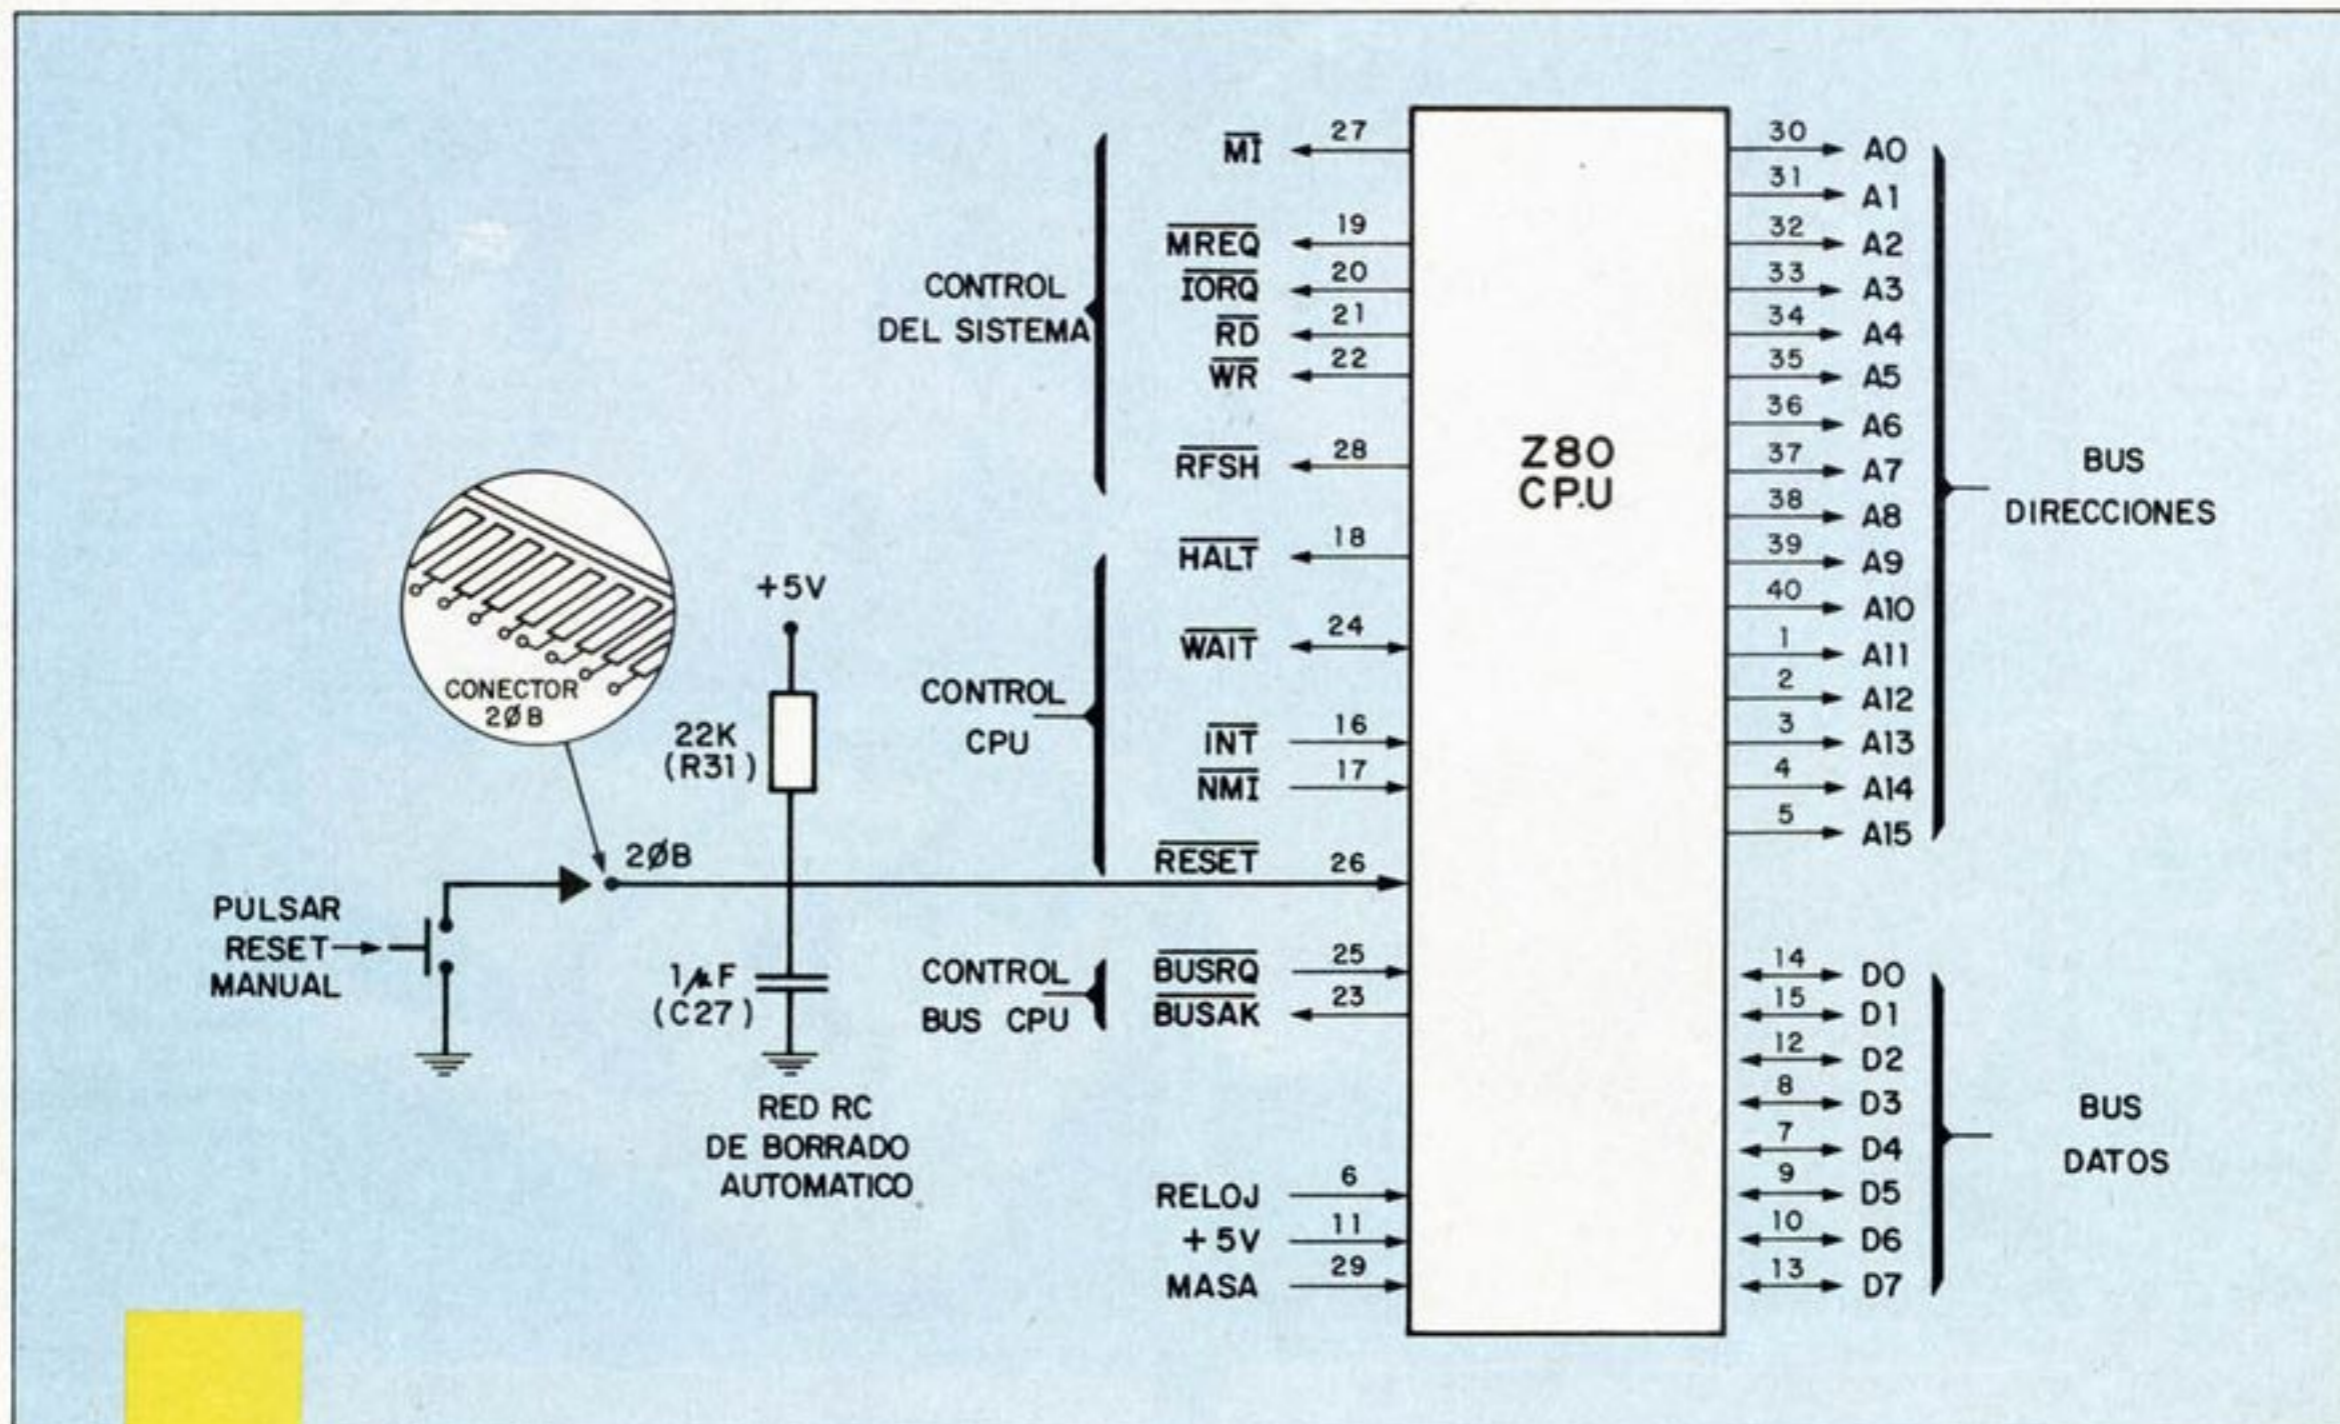 CONTROL
DEL SISTEMA
MI 27
MREQ 19
IORQ 20
RD 21
WR 22
RFSH 28
CONTROL
CPU
HALT 18
WAIT 24
INT 16
NMI 17
RESET 26
CONTROL
BUS CPU
BUSRQ 25
BUSAK 23
RELOJ 6
+5V 11
MASA 29
Z80
CP.U
30 A0
31 A1
32 A2
33 A3
34 A4
35 A5
36 A6
37 A7
38 A8
39 A9
40 A10
1 A11
2 A12
3 A13
4 A14
5 A15
BUS
DIRECCIONES
14 D0
15 D1
12 D2
8 D3
7 D4
9 D5
10 D6
13 D7
BUS
DATOS
CONECTOR
2ØB
+5V
22K
(R31)
2ØB
PULSAR
RESET
MANUAL
1µF
(C27)
RED RC
DE BORRADO
AUTOMATICO